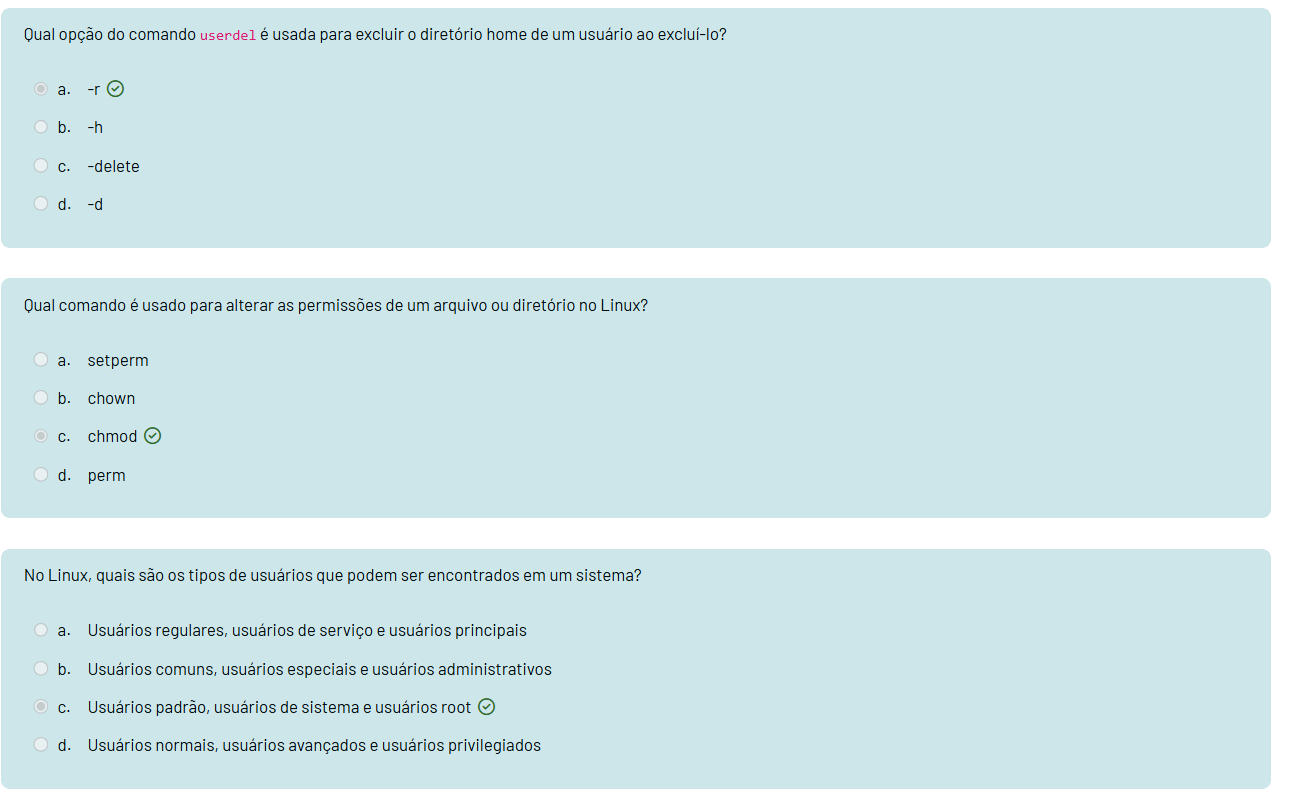 Qual opção do comando userdel é usada para excluir o diretório home de um usuário ao excluí-lo?
a. -r
b. -h
c. -delete
d. -d
Qual comando é usado para alterar as permissões de um arquivo ou diretório no Linux?
a. setperm
b. chown
c. chmod
d. perm
No Linux, quais são os tipos de usuários que podem ser encontrados em um sistema?
a. Usuários regulares, usuários de serviço e usuários principais
b. Usuários comuns, usuários especiais e usuários administrativos
c. Usuários padrão, usuários de sistema e usuários root
d. Usuários normais, usuários avançados e usuários privilegiados